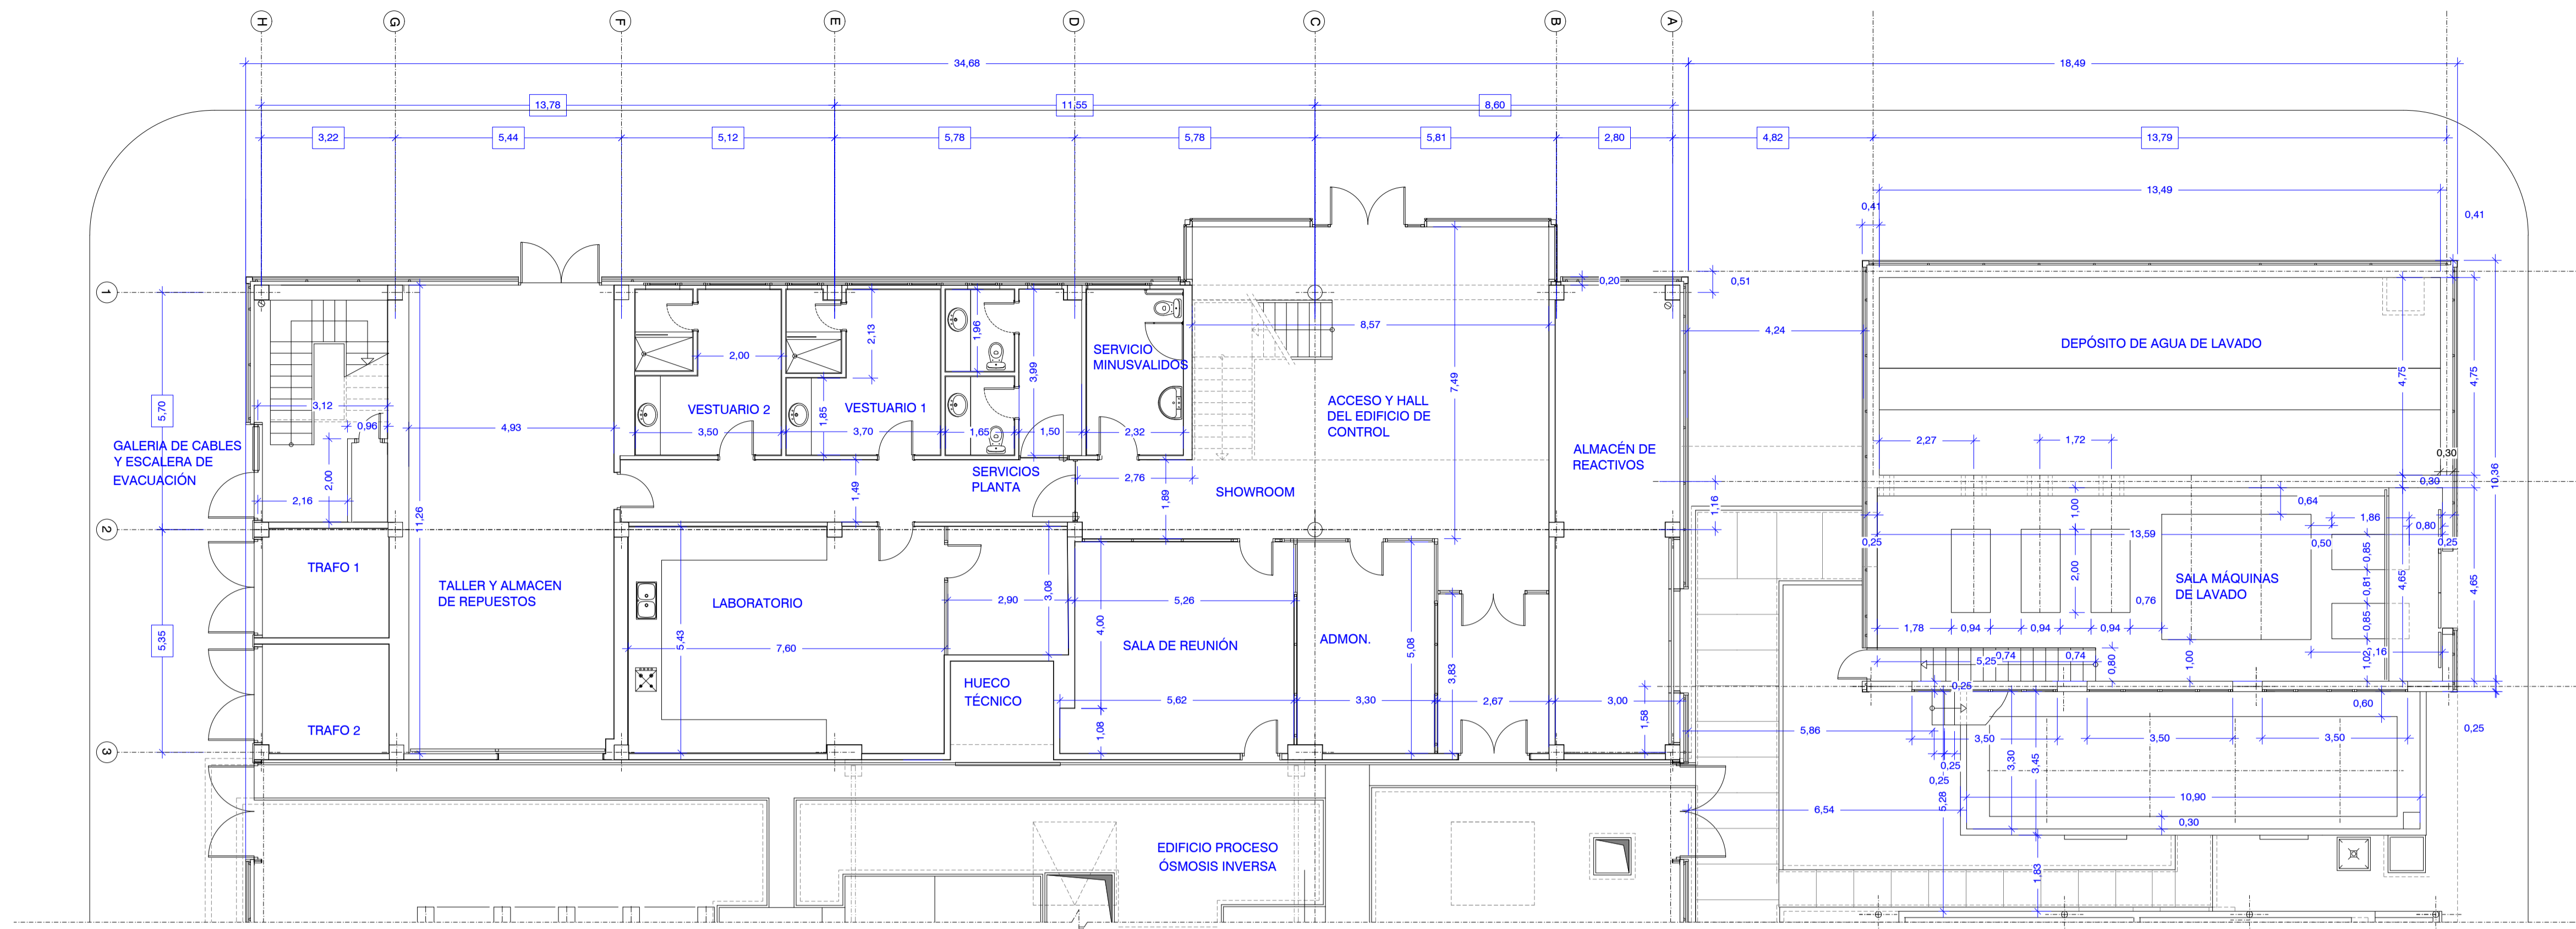 H G F E D C B A
34,68 18,49
13,78 11,55 8,60
3,22 5,44 5,12 5,78 5,78 5,81 2,80 4,82 13,79
13,49
0,41 0,41
1
0,20 0,51
8,57 4,24
1,96 2,13 3,99 7,49
2,00
SERVICIO
MINUSVALIDOS
DEPÓSITO DE AGUA DE LAVADO
4,75 4,75
5,70
3,12
0,96
4,93
VESTUARIO 2
VESTUARIO 1
1,85
3,50 3,70 1,65 1,50 2,32
ACCESO Y HALL
DEL EDIFICIO DE
CONTROL
GALERIA DE CABLES
Y ESCALERA DE
EVACUACIÓN
2,00
2,16
ALMACÉN DE
REACTIVOS
SERVICIOS
PLANTA
2,76
SHOWROOM
1,49 1,89 1,16
11,26
2,27 1,72
0,30
0,30
10,36
2
0,64
1,86
0,80
1,00
0,25 13,59 0,50 0,25
0,85
TRAFO 1
TALLER Y ALMACEN
DE REPUESTOS
LABORATORIO
2,90 3,08 5,26
4,00
2,00
SALA MÁQUINAS
DE LAVADO
0,76
0,81 4,65 4,65
0,85
1,78 0,94 0,94 0,94
5,35
5,43
7,60
SALA DE REUNIÓN
ADMON.
5,08
3,83
0,74 0,74
5,25
0,80 1,00 1,02 ,16
HUECO
TÉCNICO
5,62 3,30 2,67 3,00
1,08 1,58
0,25
0,60
TRAFO 2
3
5,86
3,50 3,50 3,50
0,25
3,30 3,45
0,25
0,25
5,28
10,90
6,54
0,30
EDIFICIO PROCESO
ÓSMOSIS INVERSA
1,83